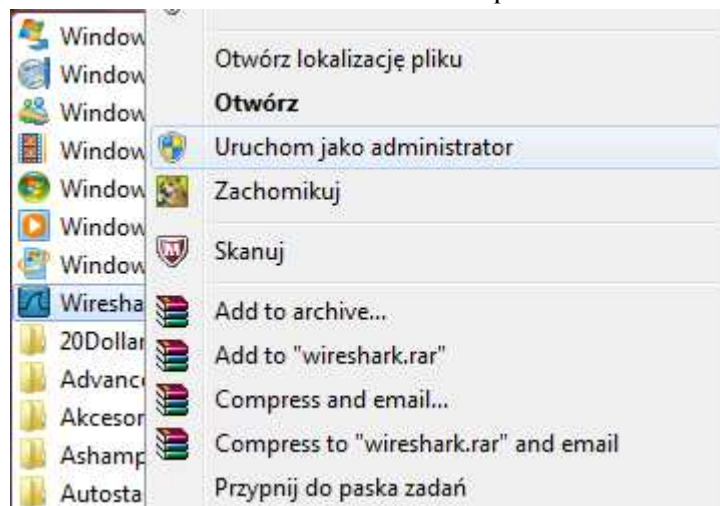 Window
Window
Window
Window
Window
Window
Window
Wiresha
20Dollar
Advanc
Akcesor
Ashamp
Autosta
Otwórz lokalizację pliku
Otwórz
Uruchom jako administrator
Zachomikuj
Skanuj
Add to archive...
Add to "wireshark.rar"
Compress and email...
Compress to "wireshark.rar" and email
Przypnij do paska zadań